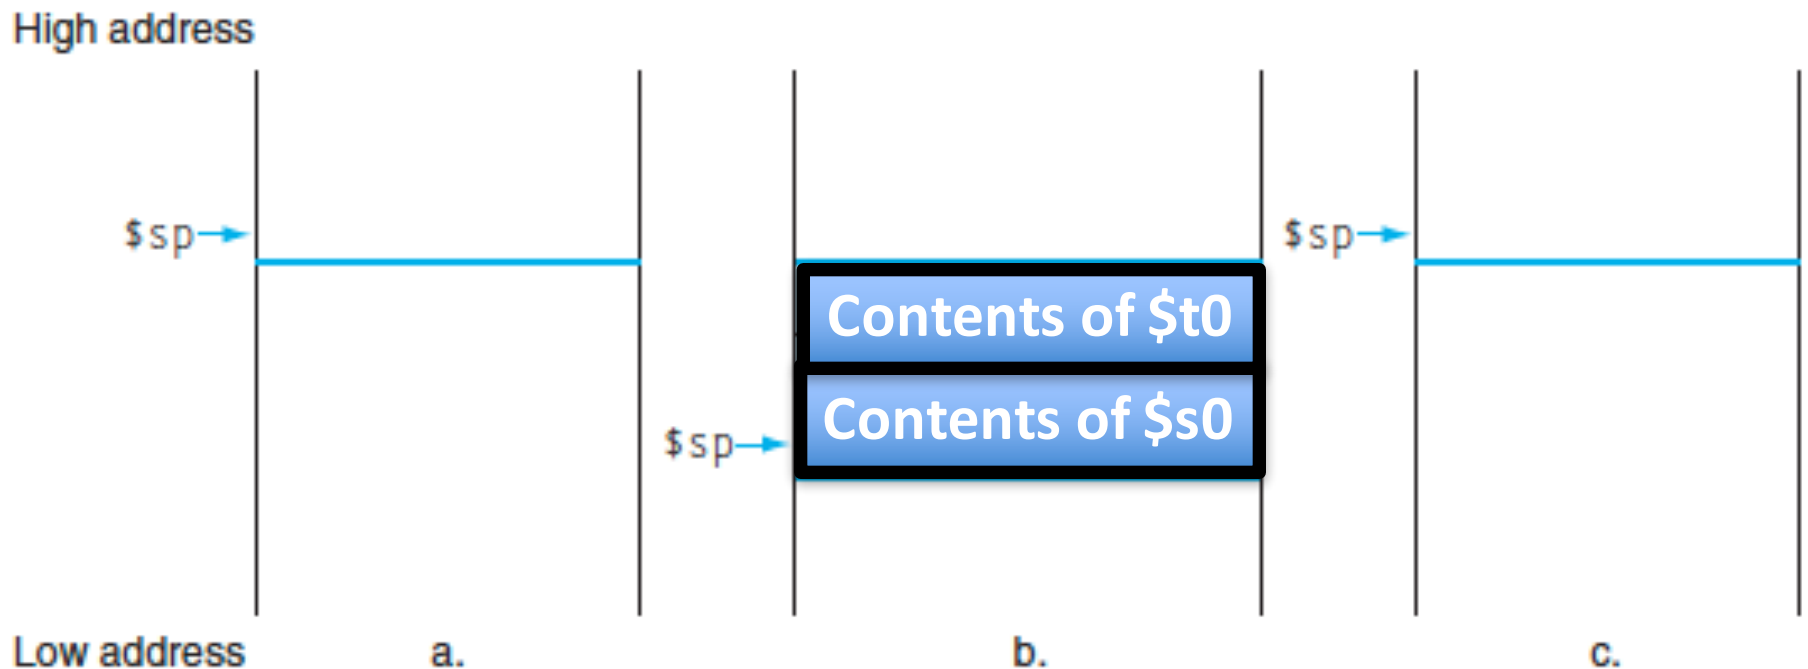 High address
$sp
$sp
Contents of $t0
Contents of $s0
$sp
Low address
a.
b.
c.